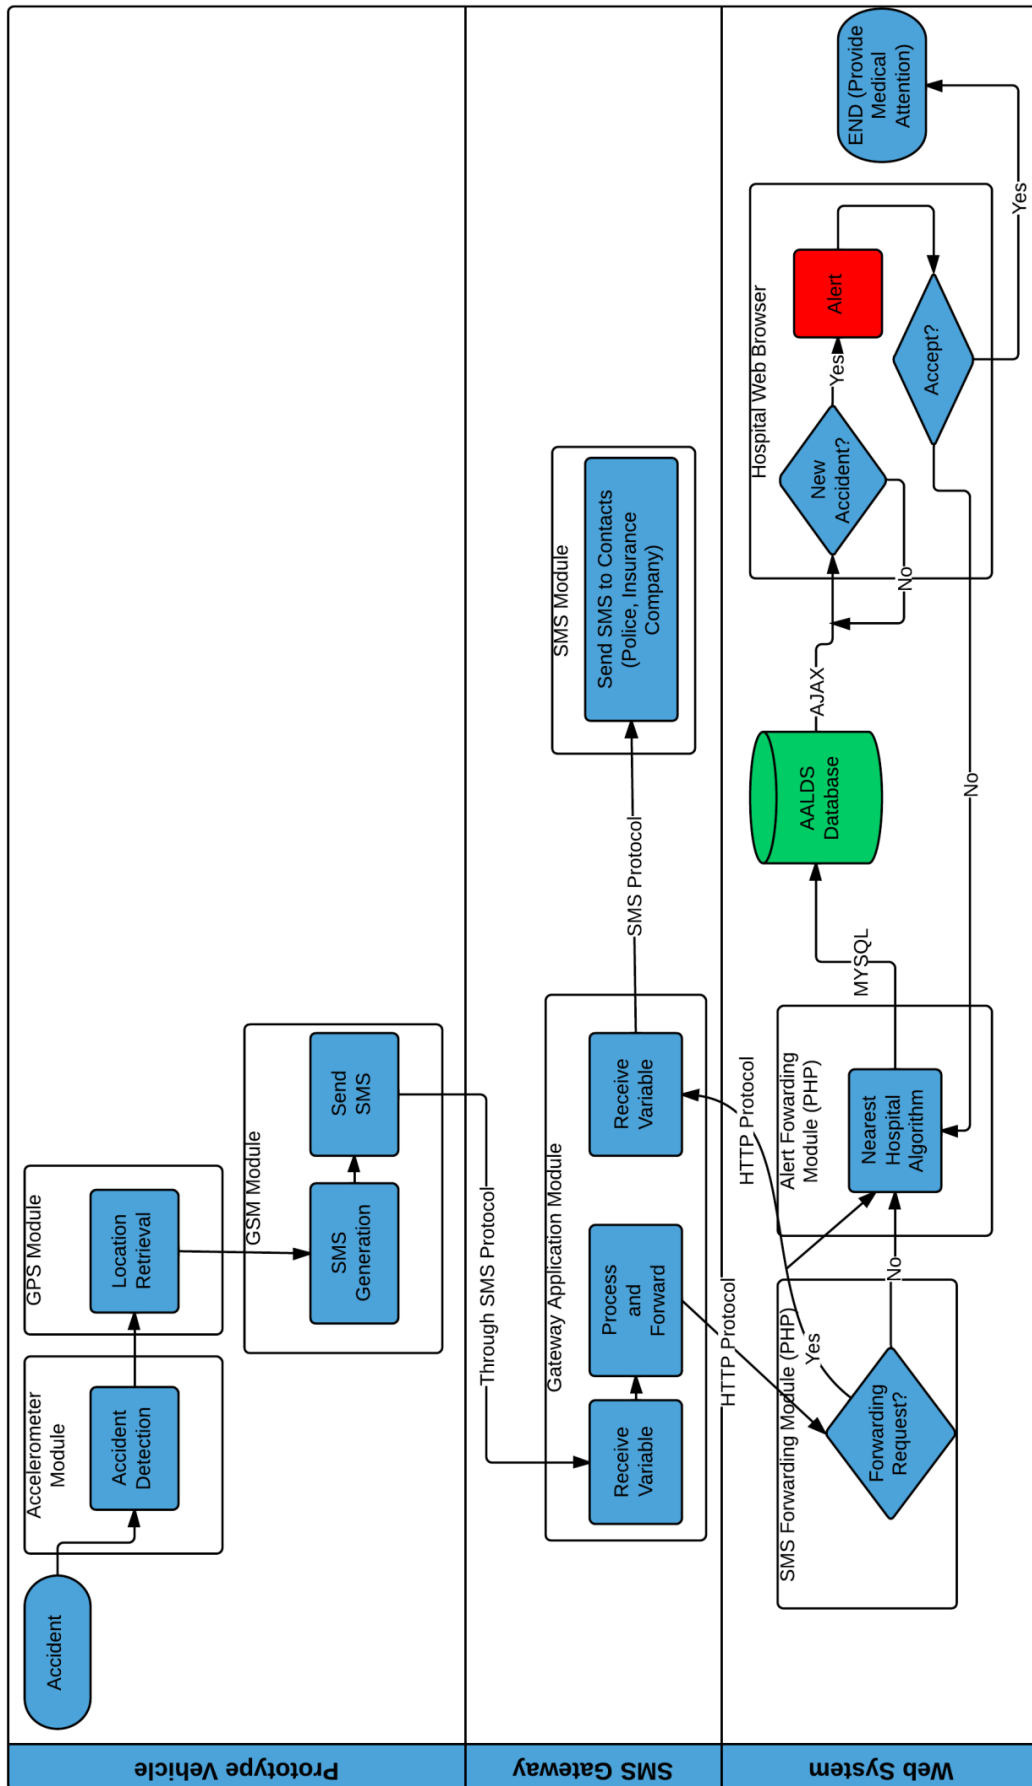 Prototype Vehicle
Accident
Accelerometer
Module
Accident
Detection
GPS Module
Location
Retrieval
GSM Module
SMS
Generation
Send
SMS
SMS Gateway
Through SMS Protocol
Gateway Application Module
Receive
Variable
Process
and
Forward
Receive
Variable
SMS Protocol
SMS Module
Send SMS to Contacts
(Police, Insurance
Company)
Web System
HTTP Protocol
HTTP Protocol
SMS Forwarding Module (PHP)
Forwarding
Request?
Yes
No
Alert Fowarding
Module (PHP)
Nearest
Hospital
Algorithm
MYSQL
AALDS
Database
AJAX
No
Hospital Web Browser
New
Accident?
No
Yes
Alert
Accept?
Yes
END (Provide
Medical
Attention)